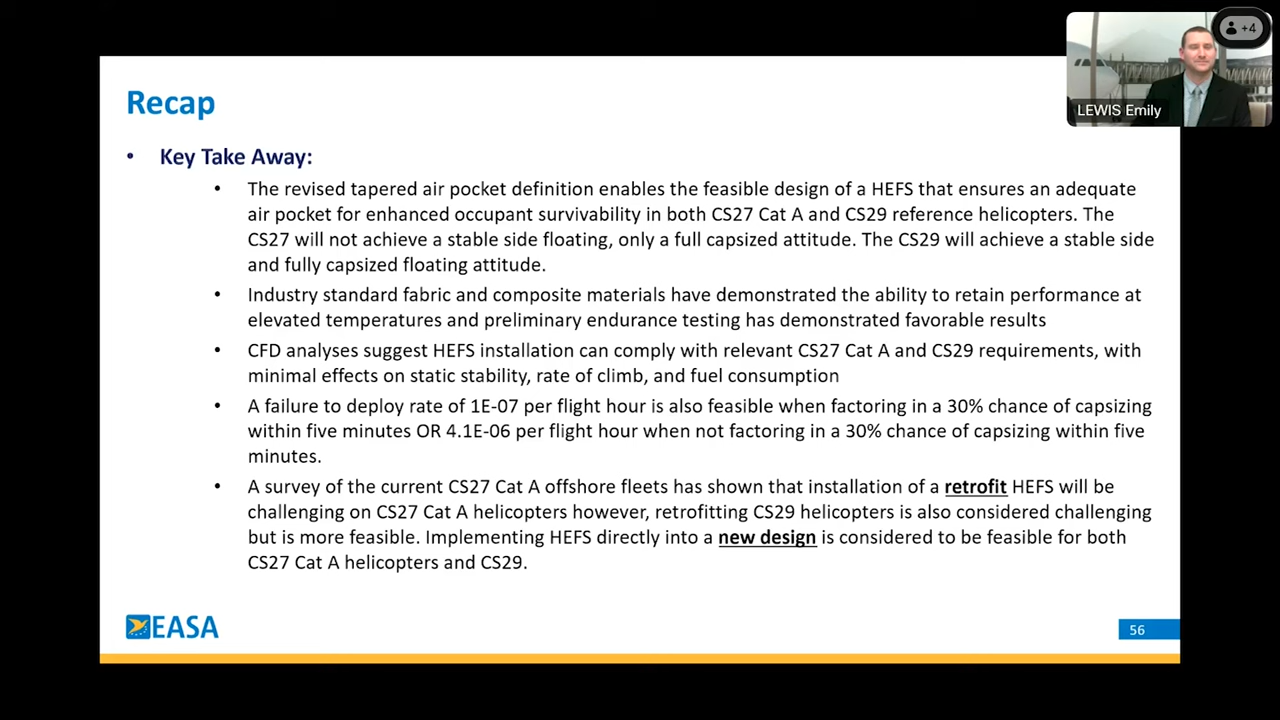 +4
LEWIS Emily
Recap
• Key Take Away:
• The revised tapered air pocket definition enables the feasible design of a HEFS that ensures an adequate
air pocket for enhanced occupant survivability in both CS27 Cat A and CS29 reference helicopters. The
CS27 will not achieve a stable side floating, only a full capsized attitude. The CS29 will achieve a stable side
and fully capsized floating attitude.
• Industry standard fabric and composite materials have demonstrated the ability to retain performance at
elevated temperatures and preliminary endurance testing has demonstrated favorable results
• CFD analyses suggest HEFS installation can comply with relevant CS27 Cat A and CS29 requirements, with
minimal effects on static stability, rate of climb, and fuel consumption
• A failure to deploy rate of 1E-07 per flight hour is also feasible when factoring in a 30% chance of capsizing
within five minutes OR 4.1E-06 per flight hour when not factoring in a 30% chance of capsizing within five
minutes.
• A survey of the current CS27 Cat A offshore fleets has shown that installation of a retrofit HEFS will be
challenging on CS27 Cat A helicopters however, retrofitting CS29 helicopters is also considered challenging
but is more feasible. Implementing HEFS directly into a new design is considered to be feasible for both
CS27 Cat A helicopters and CS29.
EASA
56